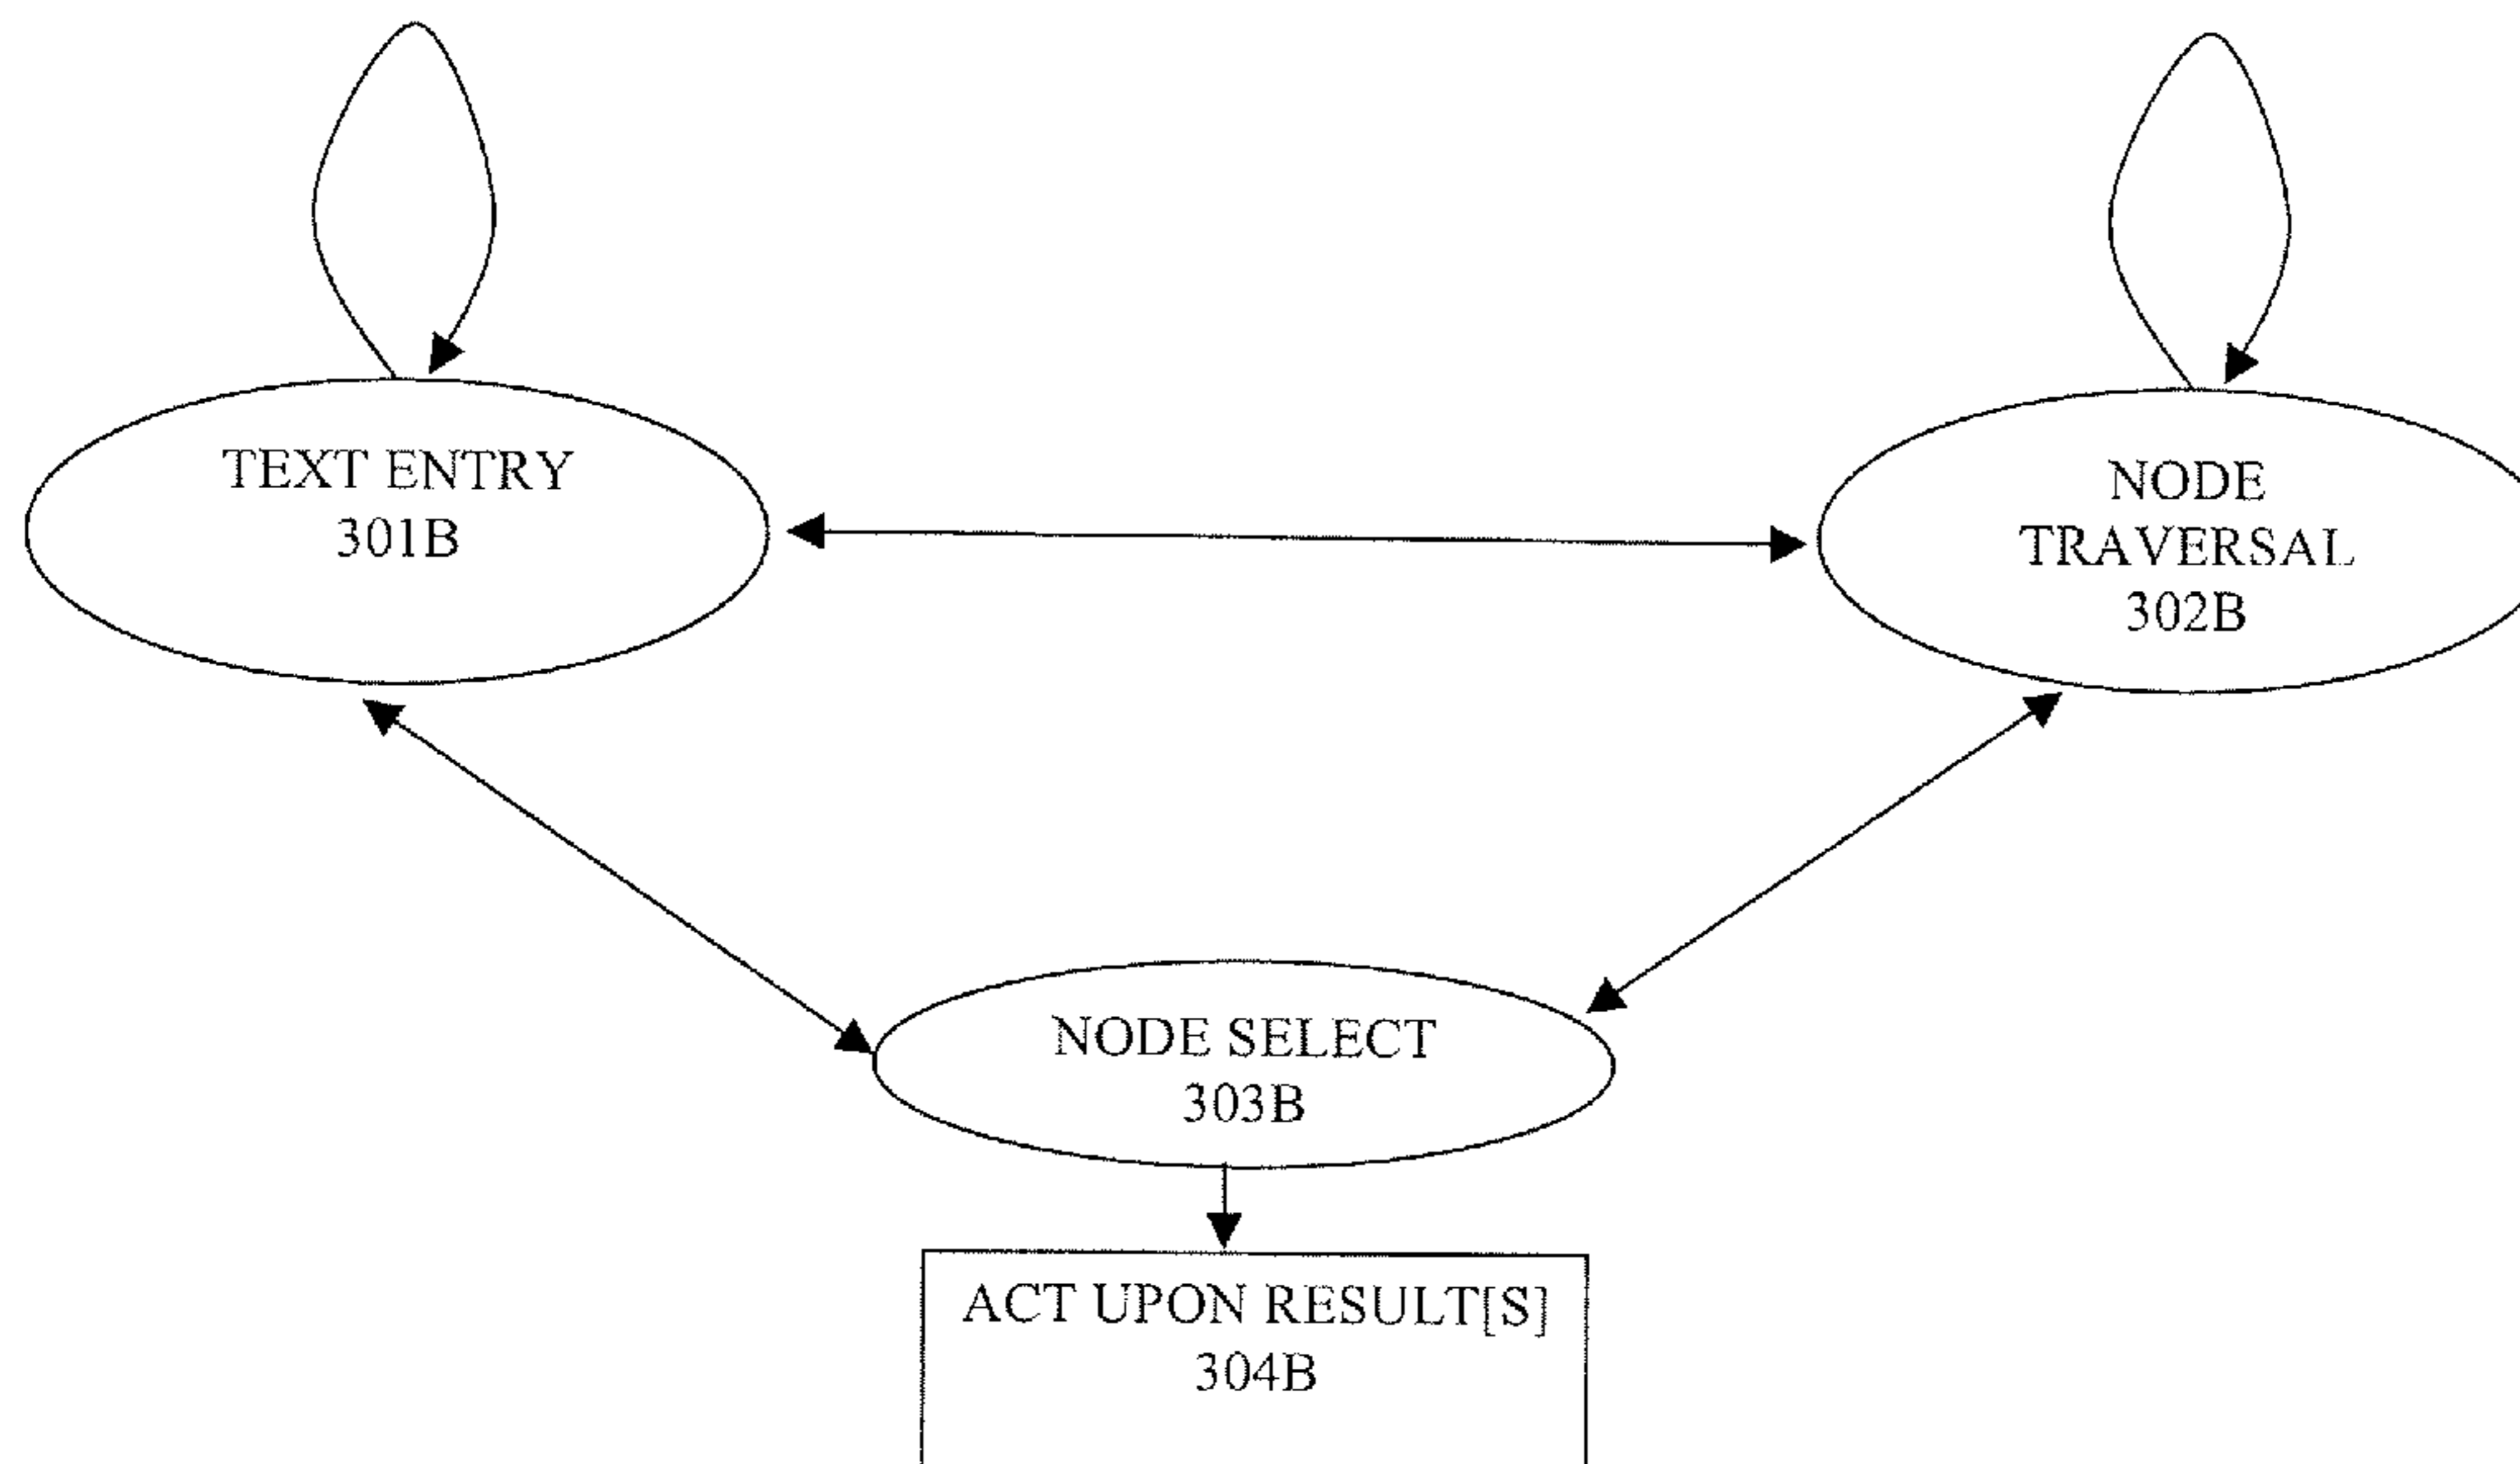 TEXT ENTRY
301B
NODE
TRAVERSAL
302B
NODE SELECT
303B
ACT UPON RESULT[S]
304B